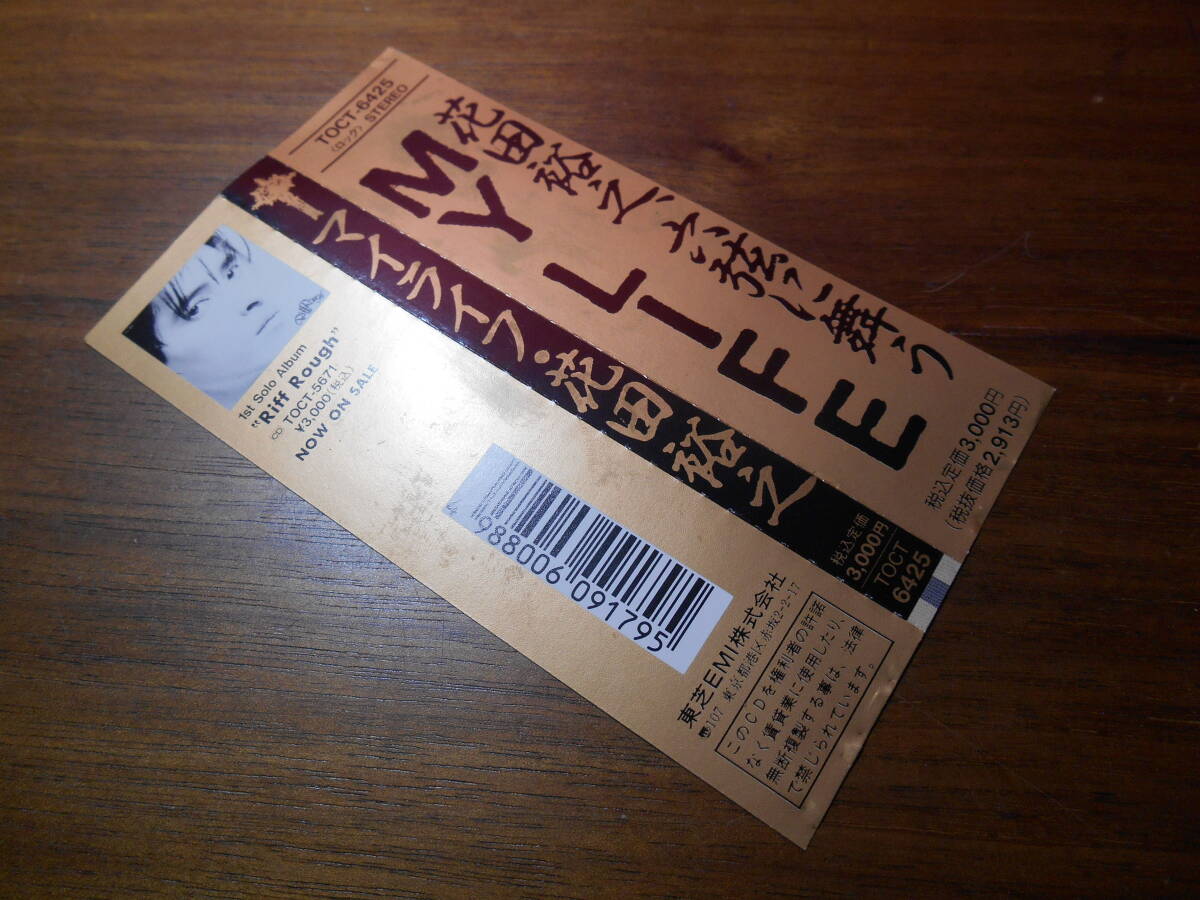 TOCT-6425
〈ロック〉 STEREO
花田裕之、六弦に舞う
MY LIFE
税込定価3,000円
(税抜価格2,913円)
マイライフ・花田裕之
税込定価
3,000円
TOCT
6425
1st Solo Album
"Riff Rough"
CD TOCT-5671
¥3,000(税込)
NOW ON SALE
9 88006 091795
東芝EMI株式会社
〒107 東京都港区赤坂2-2-17
このCDを権利者の許諾
なく賃貸業に使用したり、
無断複製する事は、法律
で禁じられています。